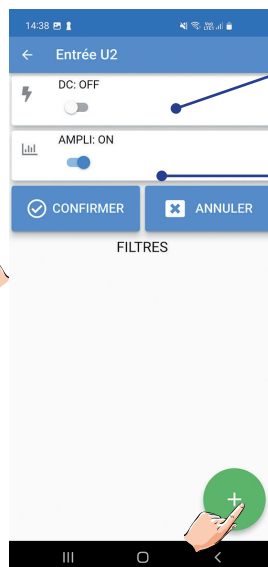 14:38
Entrée U2
DC: OFF
AMPLI: ON
CONFIRMER
ANNULER
FILTRES